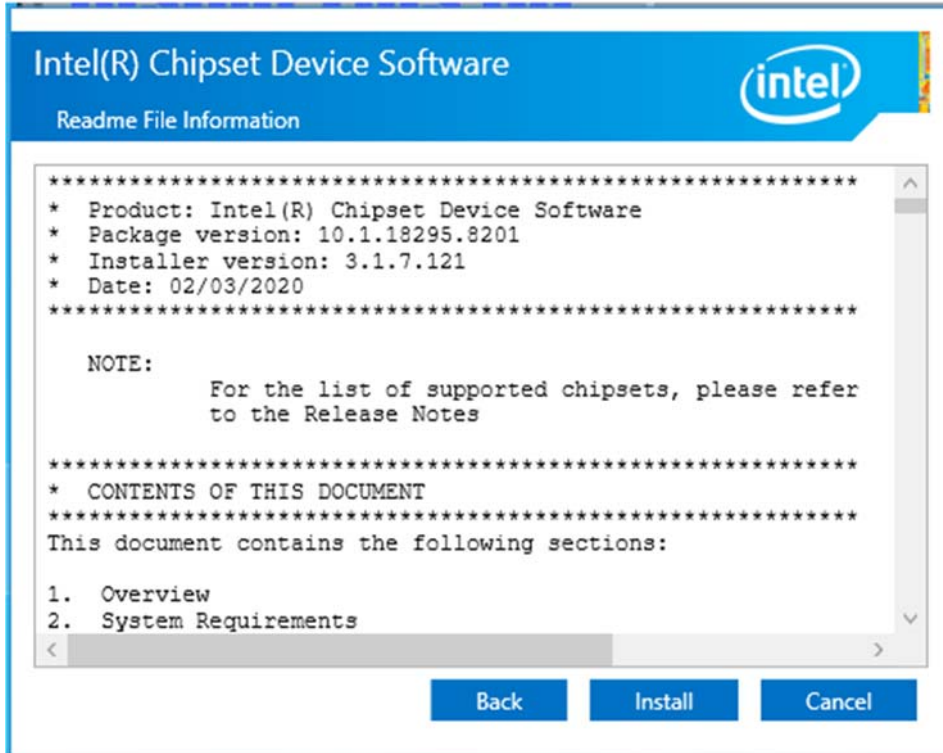 Intel(R) Chipset Device Software
intel
Readme File Information
************************************************************
*  Product: Intel(R) Chipset Device Software
*  Package version: 10.1.18295.8201
*  Installer version: 3.1.7.121
*  Date: 02/03/2020
************************************************************
NOTE:
For the list of supported chipsets, please refer
to the Release Notes
************************************************************
*  CONTENTS OF THIS DOCUMENT
************************************************************
This document contains the following sections:
1.  Overview
2.  System Requirements
Back
Install
Cancel